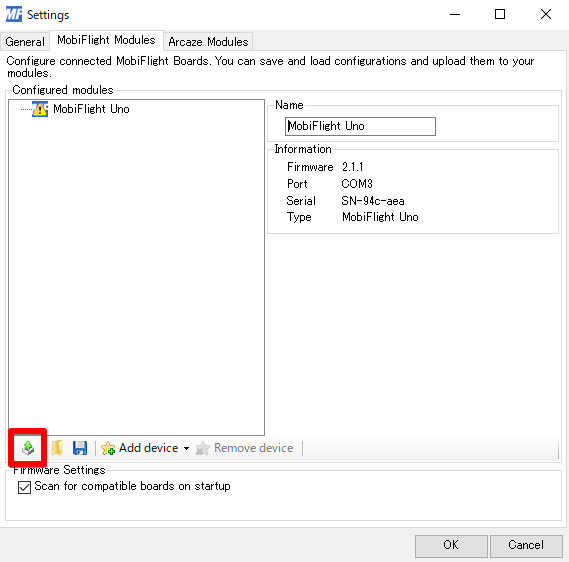 MF Settings
General MobiFlight Modules Arcaze Modules
Configure connected MobiFlight Boards. You can save and load configurations and upload them to your
modules.
Configured modules
MobiFlight Uno
Name
MobiFlight Uno
Information
Firmware 2.1.1
Port COM3
Serial SN-94c-aea
Type MobiFlight Uno
Add device Remove device
Firmware Settings
Scan for compatible boards on startup
OK Cancel